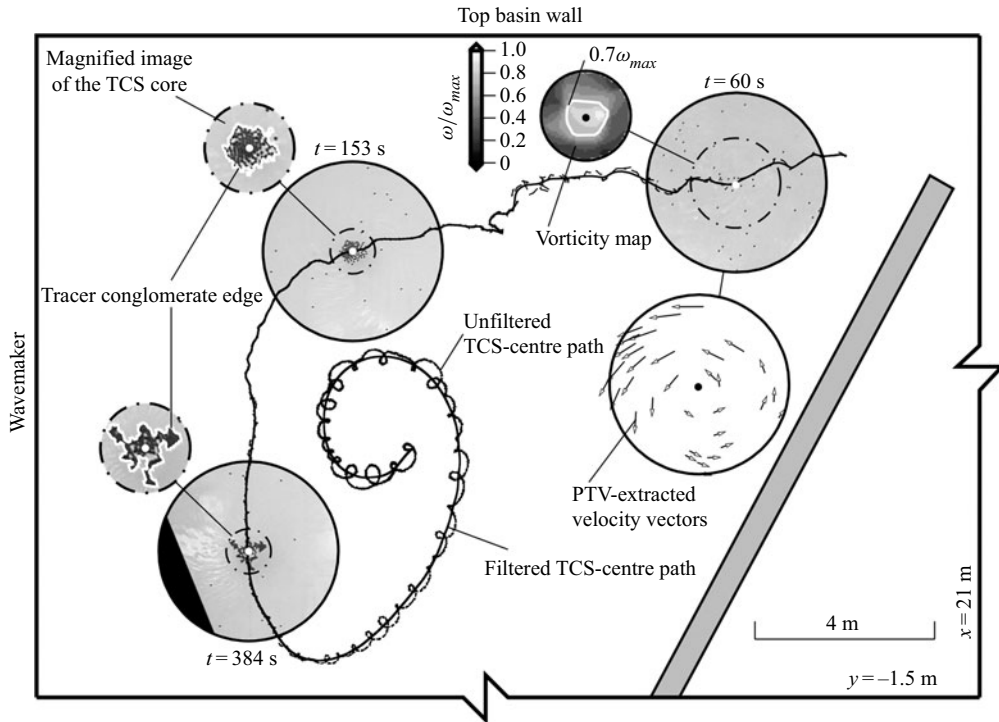 Top basin wall
Magnified image
of the TCS core
1.0
0.8
0.6
0.4
0.2
0
ω/ω_max
0.7ω_max
t = 60 s
t = 153 s
Vorticity map
Tracer conglomerate edge
Unfiltered
TCS-centre path
Wavemaker
PTV-extracted
velocity vectors
Filtered TCS-centre path
4 m
x = 21 m
y = –1.5 m
t = 384 s